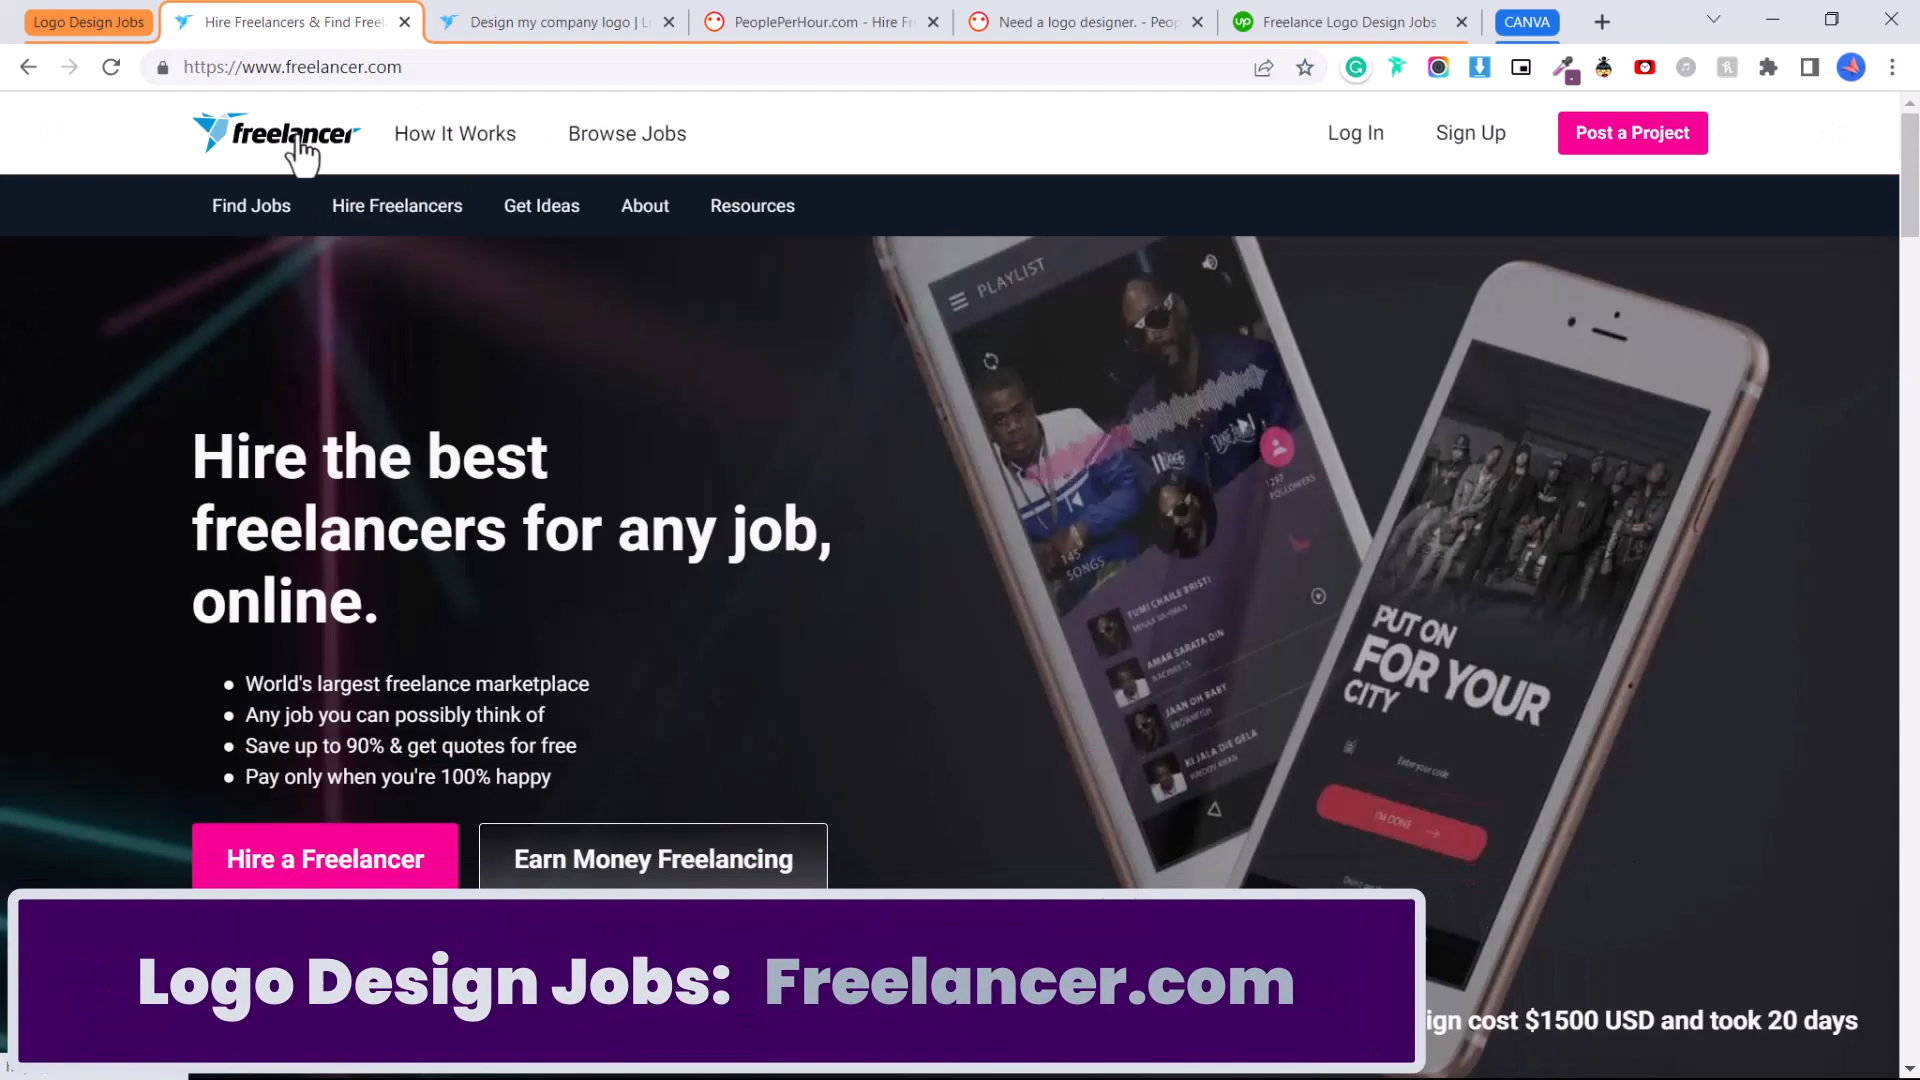 Logo Design Jobs
Hire Freelancers & Find Freel
Design my company logo | L
PeoplePerHour.com - Hire Fr
Need a logo designer. - Peop
Freelance Logo Design Jobs
CANVA
https://www.freelancer.com
freelancer
How It Works
Browse Jobs
Log In
Sign Up
Post a Project
Find Jobs
Hire Freelancers
Get Ideas
About
Resources
PLAYLIST
Hire the best
freelancers for any job,
online.
World's largest freelance marketplace
Any job you can possibly think of
Save up to 90% & get quotes for free
Pay only when you're 100% happy
Hire a Freelancer
Earn Money Freelancing
1297
FOLLOWERS
145
SONGS
TUMI CHAILE BRISTI
AMAR SARATA DIN
JAAN OH BABY
KI JALA DIE GELA
PUT ON
FOR YOUR
CITY
Enter your code
I'M DONE
Logo Design Jobs: Freelancer.com
ign cost $1500 USD and took 20 days